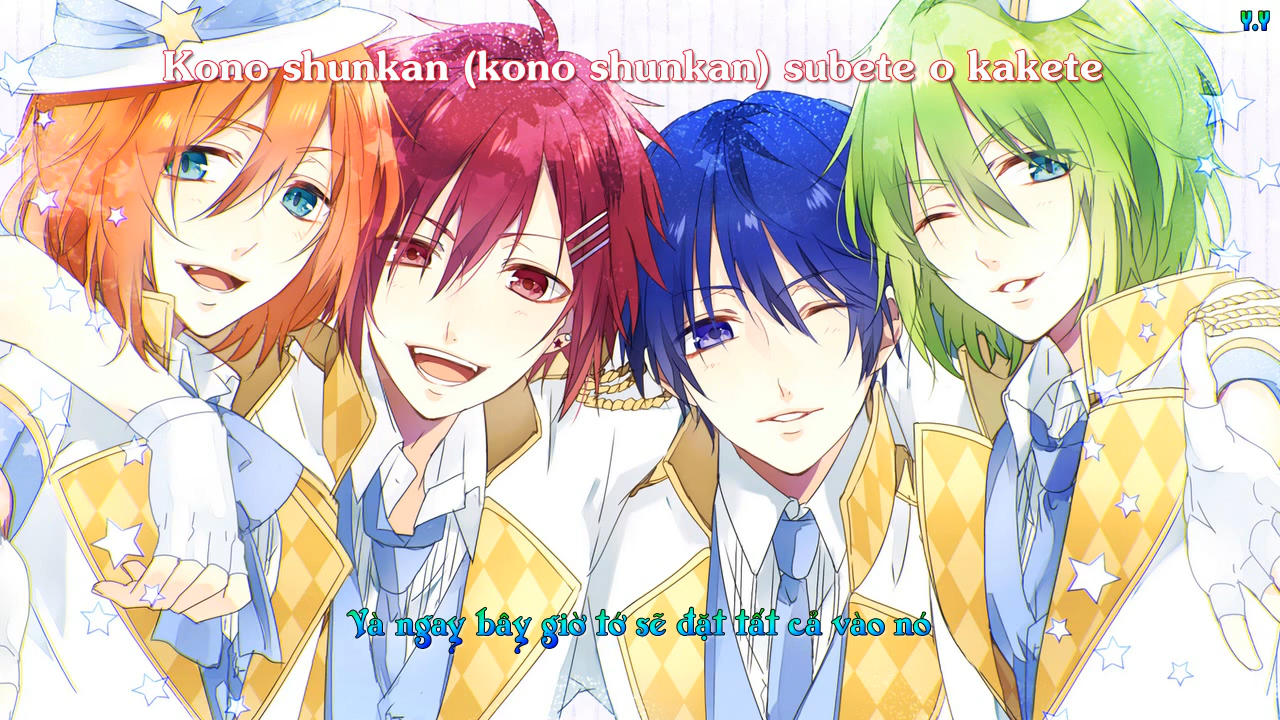 Y.Y
Kono shunkan (kono shunkan) subete o kakete
Và ngay bây giờ tớ sẽ đặt tất cả vào nó